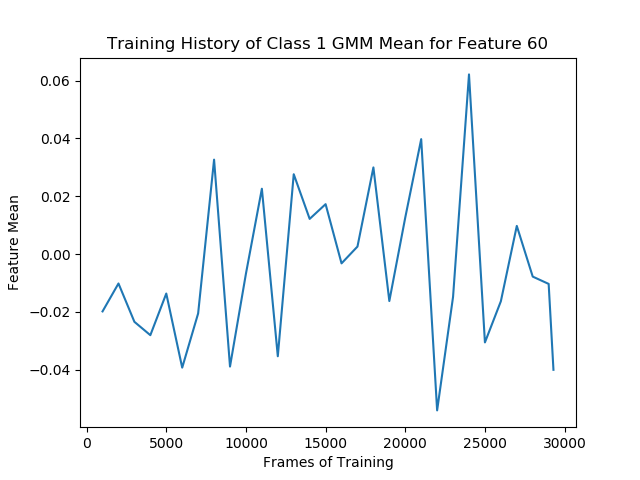 Training History of Class 1 GMM Mean for Feature 60
0.06
0.04
0.02
0.00
−0.02
−0.04
Feature Mean
0 5000 10000 15000 20000 25000 30000
Frames of Training